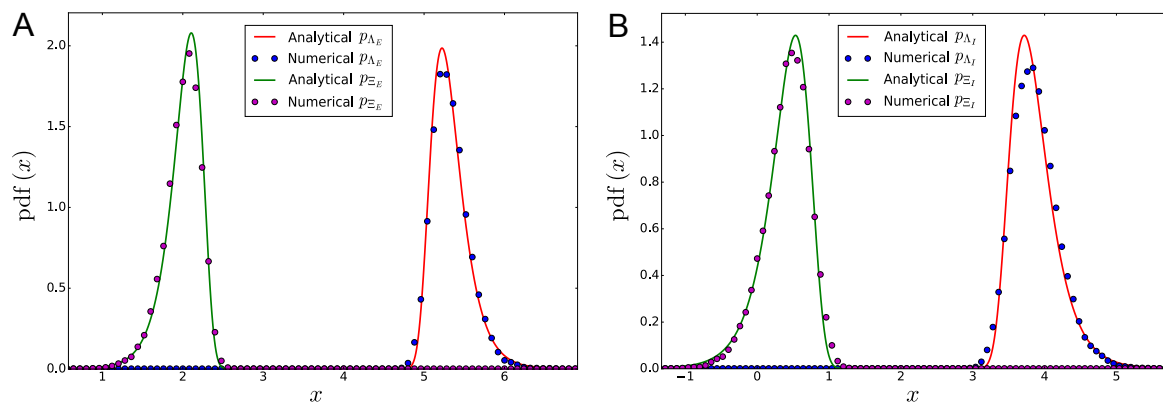 A
pdf (x)
2.0
1.5
1.0
0.5
0.0
1 2 3 4 5 6
x
Analytical p_{Λ_E}
Numerical p_{Λ_E}
Analytical p_{Ξ_E}
Numerical p_{Ξ_E}
B
pdf (x)
1.4
1.2
1.0
0.8
0.6
0.4
0.2
0.0
−1 0 1 2 3 4 5
x
Analytical p_{Λ_I}
Numerical p_{Λ_I}
Analytical p_{Ξ_I}
Numerical p_{Ξ_I}